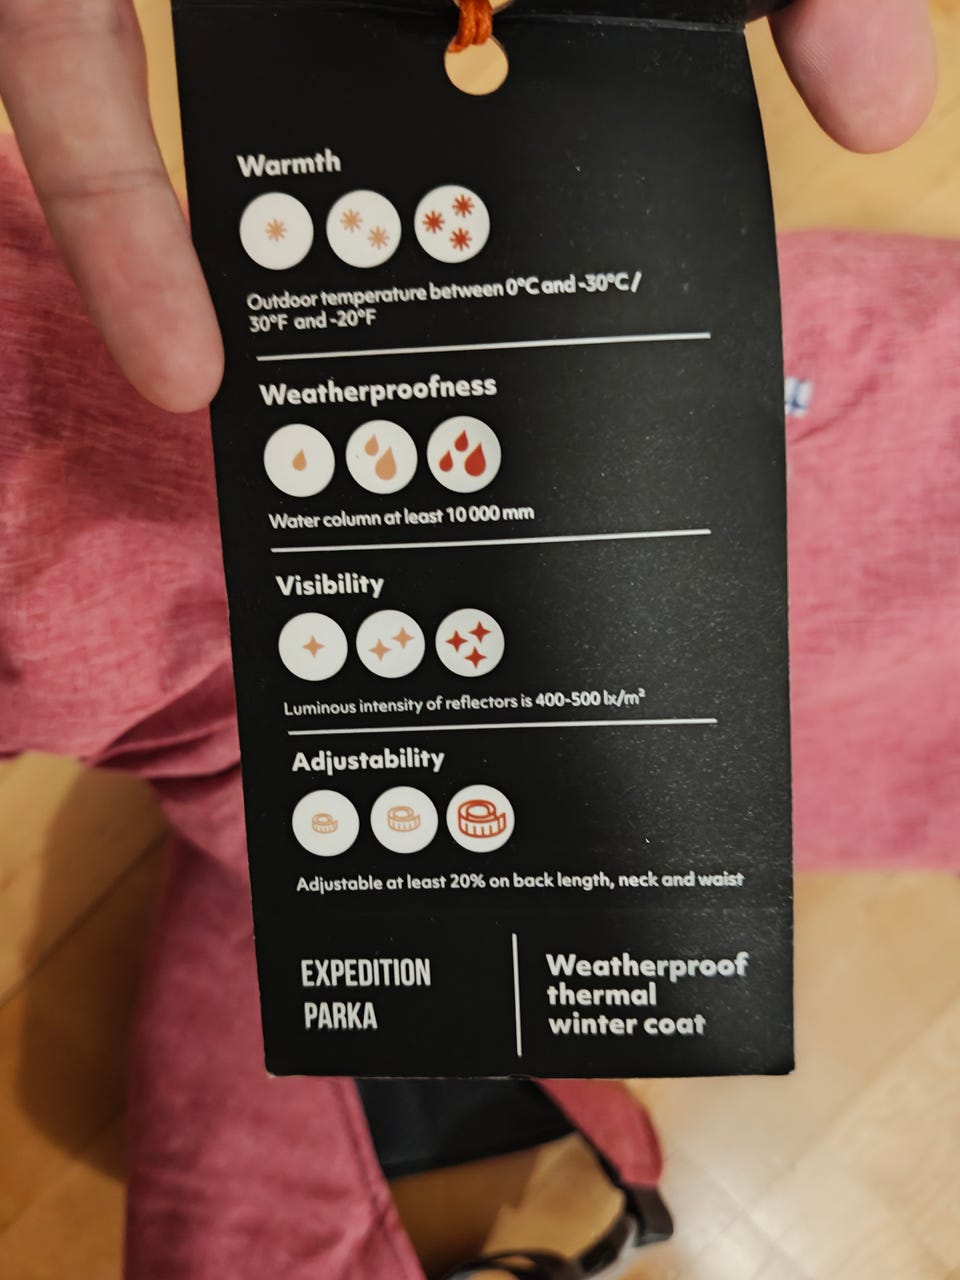 Warmth
Outdoor temperature between 0°C and -30°C /
30°F and -20°F
Weatherproofness
Water column at least 10 000 mm
Visibility
Luminous intensity of reflectors is 400-500 lx/m²
Adjustability
Adjustable at least 20% on back length, neck and waist
EXPEDITION
PARKA
Weatherproof
thermal
winter coat